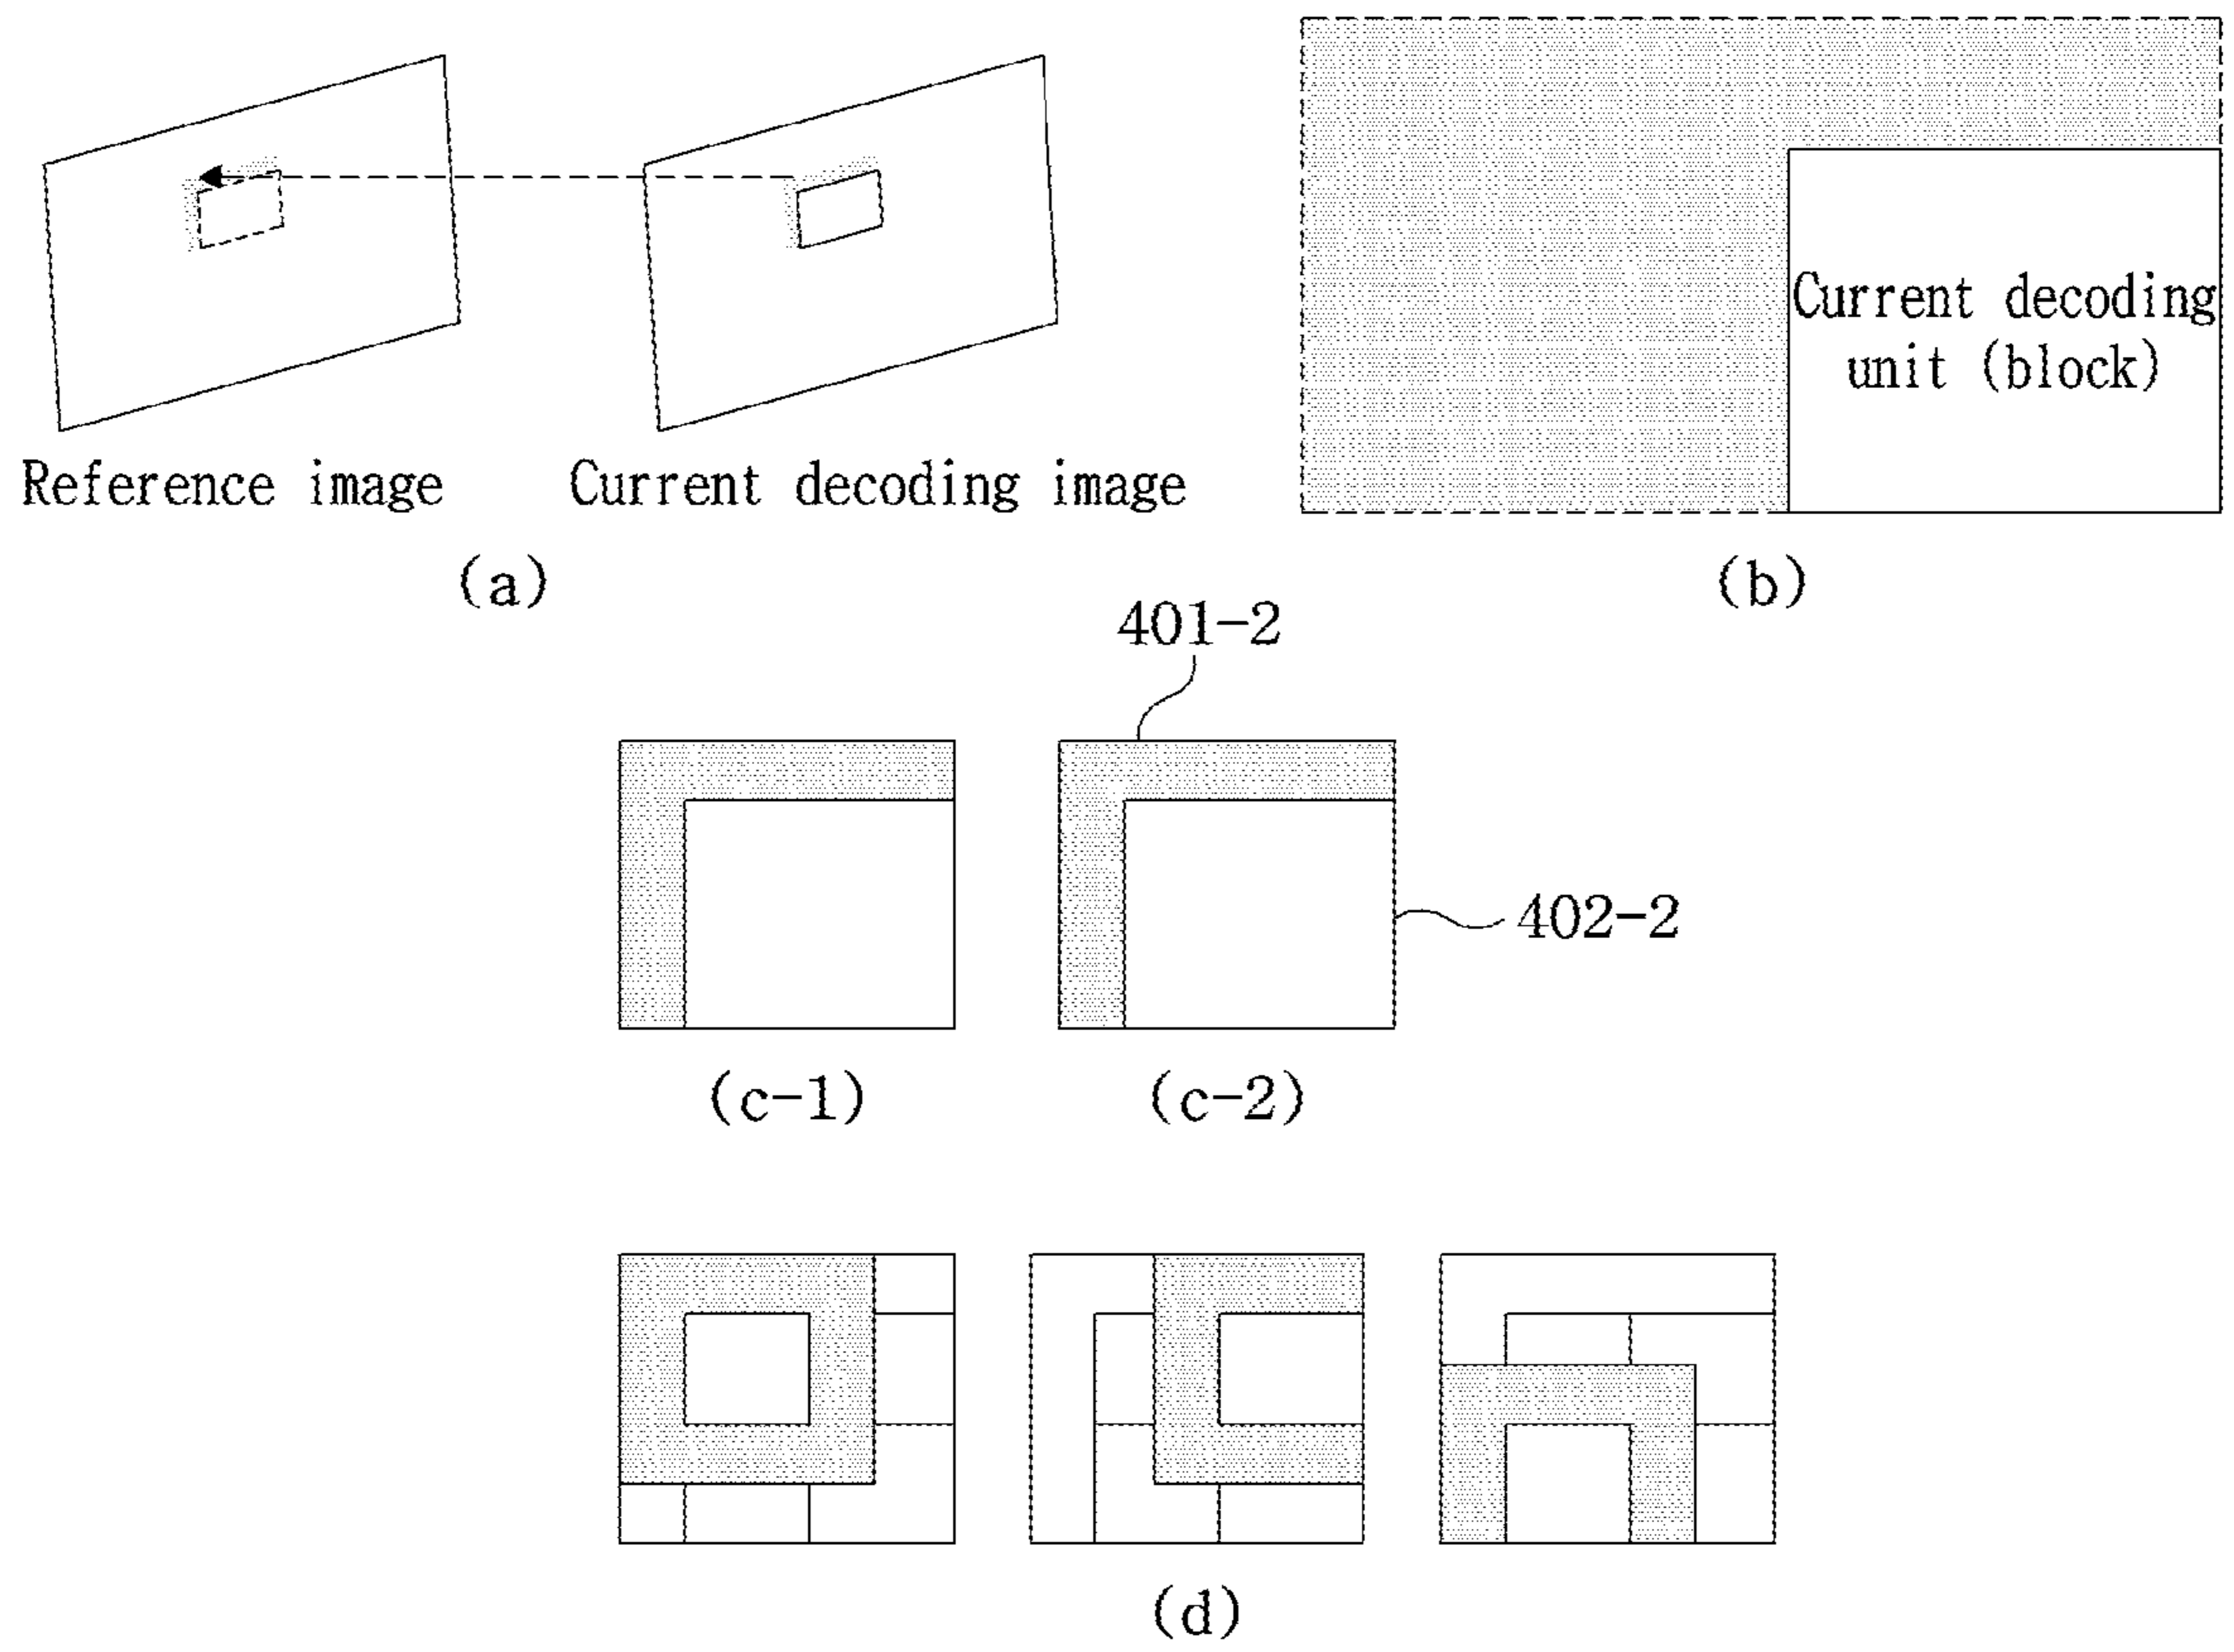 Current decoding
unit (block)
Reference image
Current decoding image
(a)
(b)
401-2
402-2
(c-1)
(c-2)
(d)